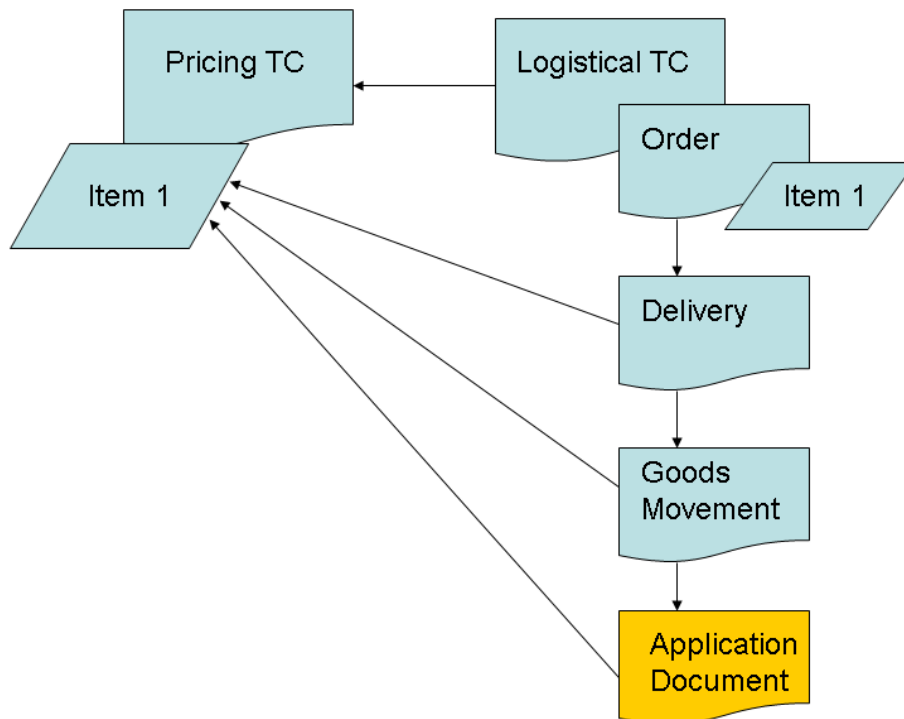 Pricing TC
Logistical TC
Order
Item 1
Item 1
Delivery
Goods
Movement
Application
Document